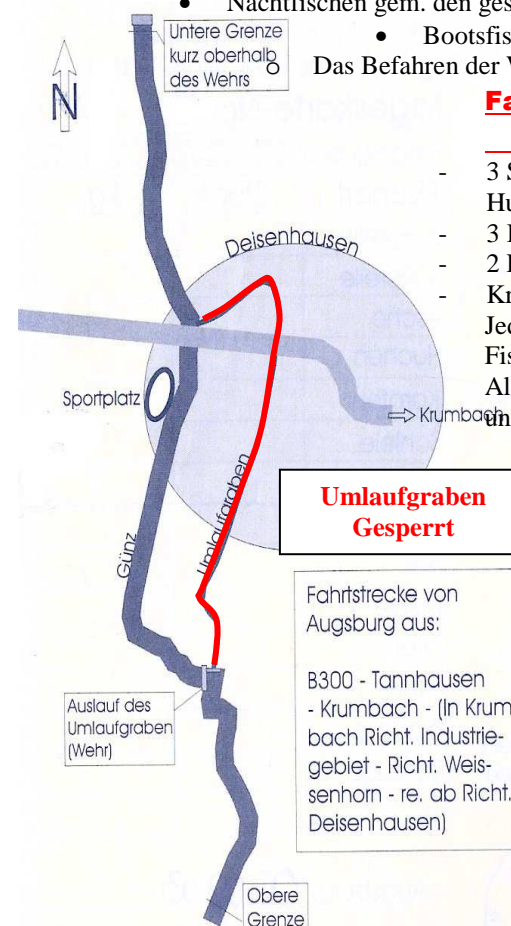 • Nachtfischen gem. den ges
Untere Grenze
kurz oberhalb
des Wehrs
• Bootsfis
o Das Befahren der V
N
Fa
- 3 S
Hu
- 3
- 2
- Kr
Jed
Fis
Al
un
Deisenhausen
Sportplatz
Krumbach
Umlaufgraben
Günz
Umlaufgraben
Gesperrt
Fahrtstrecke von
Augsburg aus:
B300 - Tannhausen
- Krumbach - (In Krum
bach Richt. Industrie-
gebiet - Richt. Weis-
senhorn - re. ab Richt.
Deisenhausen)
Auslauf des
Umlaufgraben
(Wehr)
Obere
Grenze